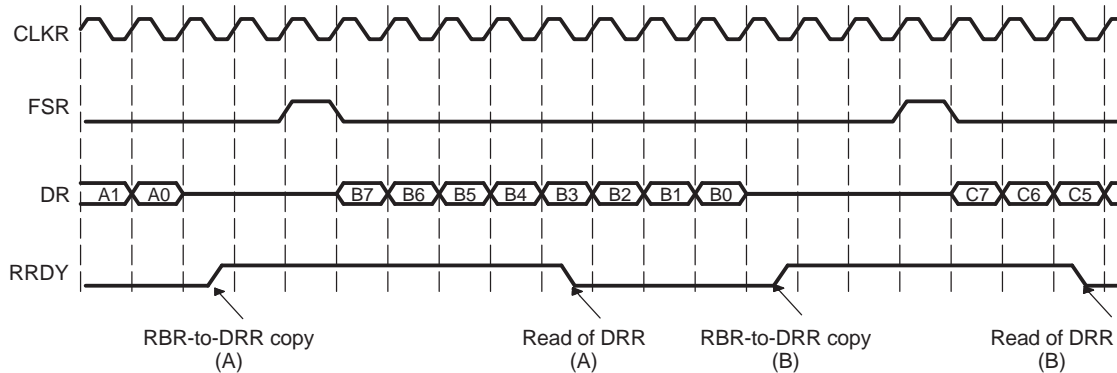 CLKR
FSR
DR
A1 A0 B7 B6 B5 B4 B3 B2 B1 B0 C7 C6 C5
RRDY
RBR-to-DRR copy
(A)
Read of DRR
(A)
RBR-to-DRR copy
(B)
Read of DRR
(B)